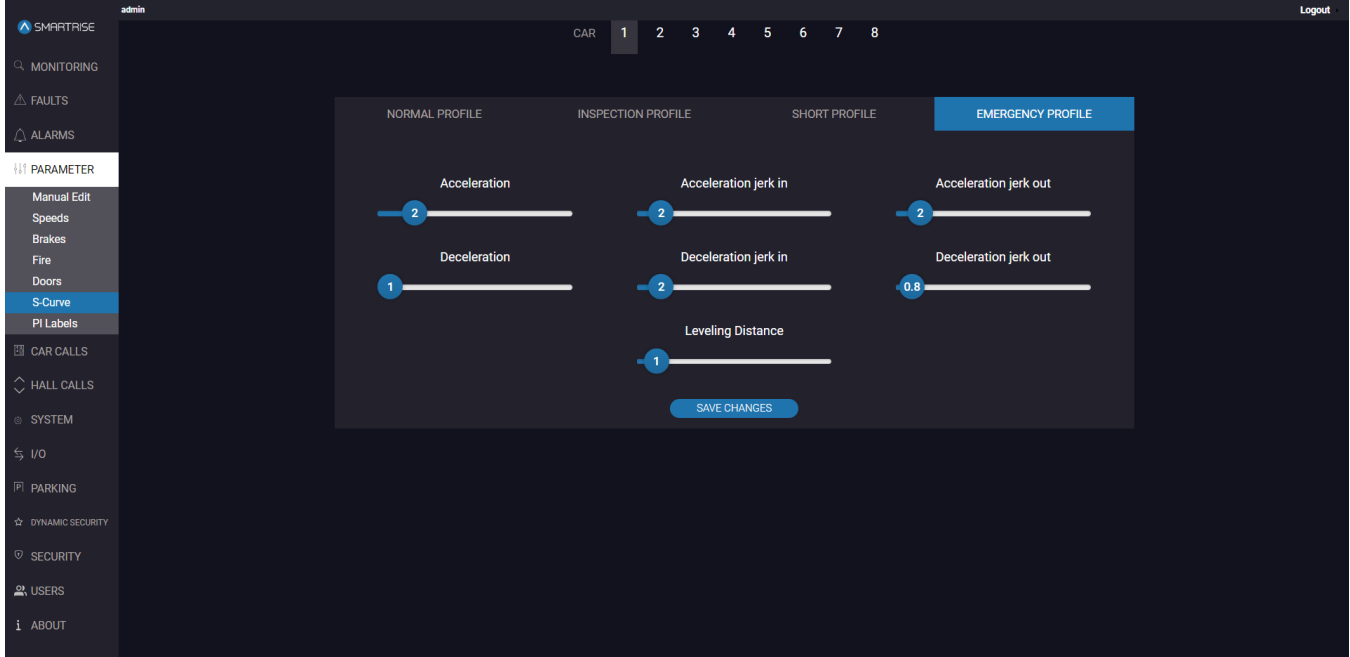 admin
Logout
SMARTRISE
CAR 1 2 3 4 5 6 7 8
MONITORING
FAULTS
ALARMS
PARAMETER
Manual Edit
Speeds
Brakes
Fire
Doors
S-Curve
PI Labels
CAR CALLS
HALL CALLS
SYSTEM
I/O
P PARKING
DYNAMIC SECURITY
SECURITY
USERS
i ABOUT
NORMAL PROFILE INSPECTION PROFILE SHORT PROFILE EMERGENCY PROFILE
Acceleration Acceleration jerk in Acceleration jerk out
2 2 2
Deceleration Deceleration jerk in Deceleration jerk out
1 2 0.8
Leveling Distance
1
SAVE CHANGES